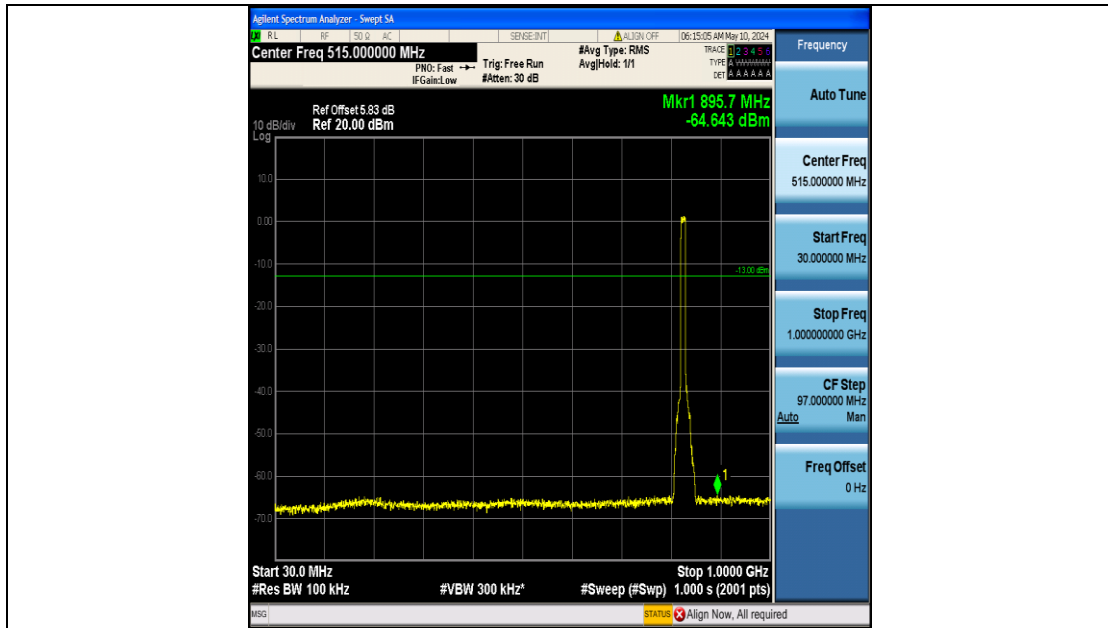 Agilent Spectrum Analyzer - Swept SA
RL RF 50 Ω AC SENSE:INT ALIGN OFF 06:15:05 AM May 10, 2024
Center Freq 515.000000 MHz
PNO: Fast
IFGain:Low
Trig: Free Run
#Atten: 30 dB
#Avg Type: RMS
Avg|Hold: 1/1
TRACE 1 2 3 4 5 6
TYPE A
DET A A A A A A
Frequency
Mkr1 895.7 MHz
-64.643 dBm
Ref Offset 5.83 dB
10 dB/div Ref 20.00 dBm
Log
10.0
0.00
-10.0
-13.00 dBm
-20.0
-30.0
-40.0
-50.0
-60.0
1
-70.0
Start 30.0 MHz Stop 1.0000 GHz
#Res BW 100 kHz #VBW 300 kHz* #Sweep (#Swp) 1.000 s (2001 pts)
Auto Tune
Center Freq
515.000000 MHz
Start Freq
30.000000 MHz
Stop Freq
1.000000000 GHz
CF Step
97.000000 MHz
Auto Man
Freq Offset
0 Hz
MSG STATUS Align Now, All required